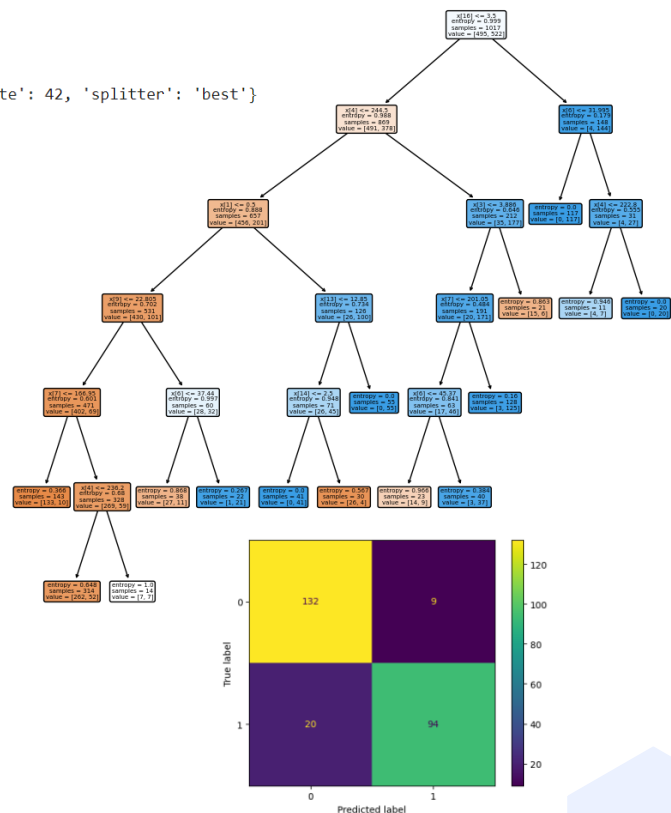 te': 42, 'splitter': 'best'}
x[16] <= 3.5
entropy = 0.999
samples = 1017
value = [495, 522]
x[4] <= 244.5
entropy = 0.988
samples = 869
value = [491, 378]
x[6] <= 31.995
entropy = 0.179
samples = 148
value = [4, 144]
x[1] <= 0.5
entropy = 0.888
samples = 657
value = [456, 201]
x[3] <= 3.886
entropy = 0.646
samples = 212
value = [35, 177]
entropy = 0.0
samples = 117
value = [0, 117]
x[4] <= 222.8
entropy = 0.555
samples = 31
value = [4, 27]
x[9] <= 22.805
entropy = 0.702
samples = 531
value = [430, 101]
x[13] <= 12.85
entropy = 0.734
samples = 126
value = [26, 100]
x[7] <= 201.05
entropy = 0.484
samples = 191
value = [20, 171]
entropy = 0.863
samples = 21
value = [15, 6]
entropy = 0.946
samples = 11
value = [4, 7]
entropy = 0.0
samples = 20
value = [0, 20]
x[7] <= 166.95
entropy = 0.601
samples = 471
value = [402, 69]
x[6] <= 37.44
entropy = 0.997
samples = 60
value = [28, 32]
x[14] <= 2.5
entropy = 0.948
samples = 71
value = [26, 45]
entropy = 0.0
samples = 55
value = [0, 55]
x[6] <= 45.37
entropy = 0.841
samples = 63
value = [17, 46]
entropy = 0.16
samples = 128
value = [3, 125]
entropy = 0.366
samples = 143
value = [133, 10]
x[4] <= 236.2
entropy = 0.68
samples = 328
value = [269, 59]
entropy = 0.868
samples = 38
value = [27, 11]
entropy = 0.267
samples = 22
value = [1, 21]
entropy = 0.0
samples = 41
value = [0, 41]
entropy = 0.567
samples = 30
value = [26, 4]
entropy = 0.966
samples = 23
value = [14, 9]
entropy = 0.384
samples = 40
value = [3, 37]
entropy = 0.648
samples = 314
value = [262, 52]
entropy = 1.0
samples = 14
value = [7, 7]
True label
0
1
132
9
20
94
0
1
Predicted label
120
100
80
60
40
20